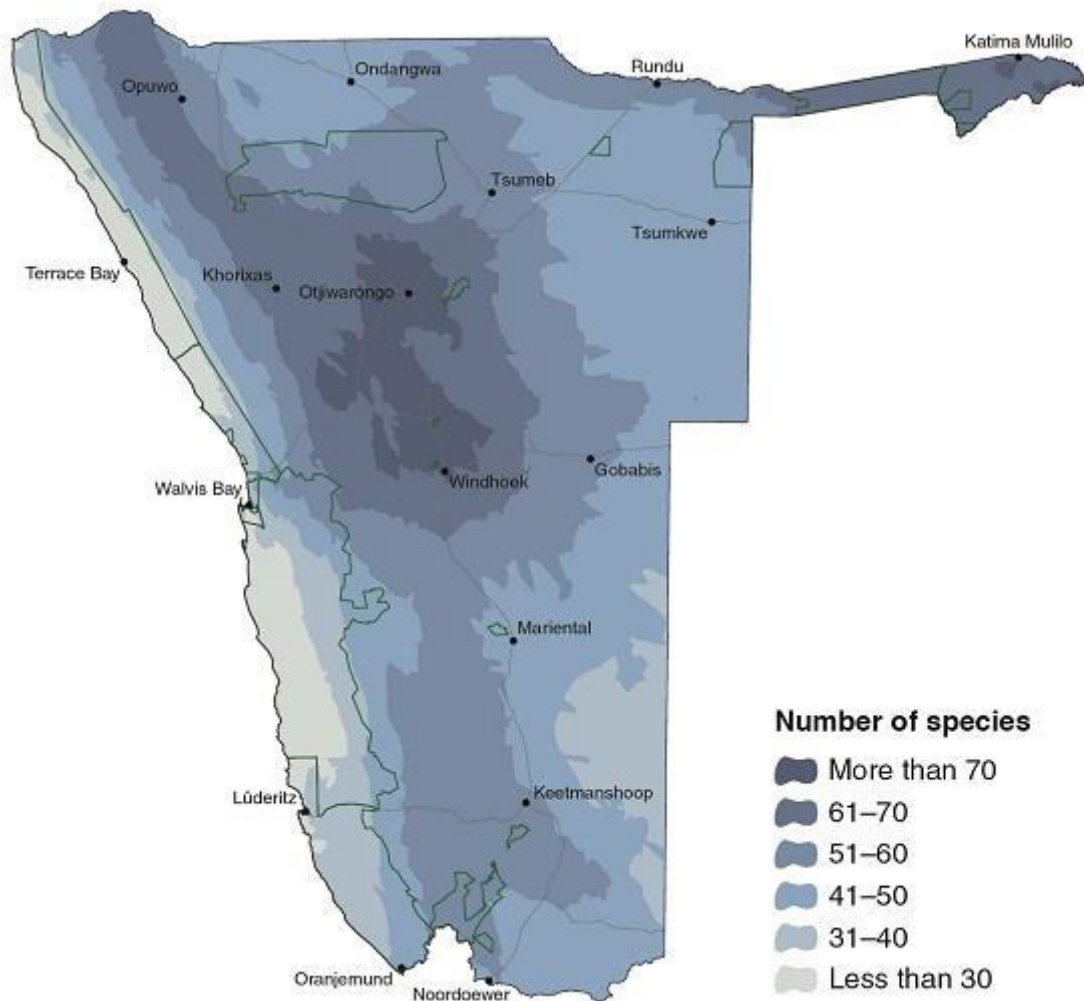 Katima Mulilo
Rundu
Ondangwa
Opuwo
Tsumeb
Tsumkwe
Terrace Bay
Khorixas
Otjiwarongo
Walvis Bay
Windhoek
Gobabis
Mariental
Number of species
More than 70
61–70
51–60
41–50
31–40
Less than 30
Lüderitz
Keetmanshoop
Oranjemund
Noordoewer